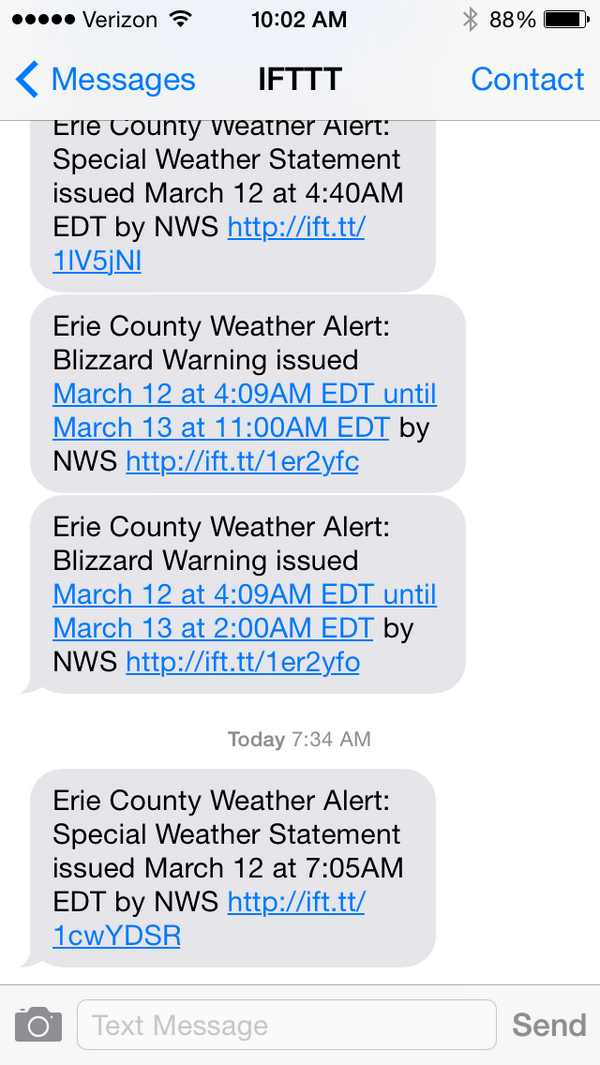 Verizon 10:02 AM 88%
Messages IFTTT Contact
Erie County Weather Alert:
Special Weather Statement
issued March 12 at 4:40AM
EDT by NWS http://ift.tt/
1lV5jNI
Erie County Weather Alert:
Blizzard Warning issued
March 12 at 4:09AM EDT until
March 13 at 11:00AM EDT by
NWS http://ift.tt/1er2yfc
Erie County Weather Alert:
Blizzard Warning issued
March 12 at 4:09AM EDT until
March 13 at 2:00AM EDT by
NWS http://ift.tt/1er2yfo
Today 7:34 AM
Erie County Weather Alert:
Special Weather Statement
issued March 12 at 7:05AM
EDT by NWS http://ift.tt/
1cwYDSR
Text Message Send